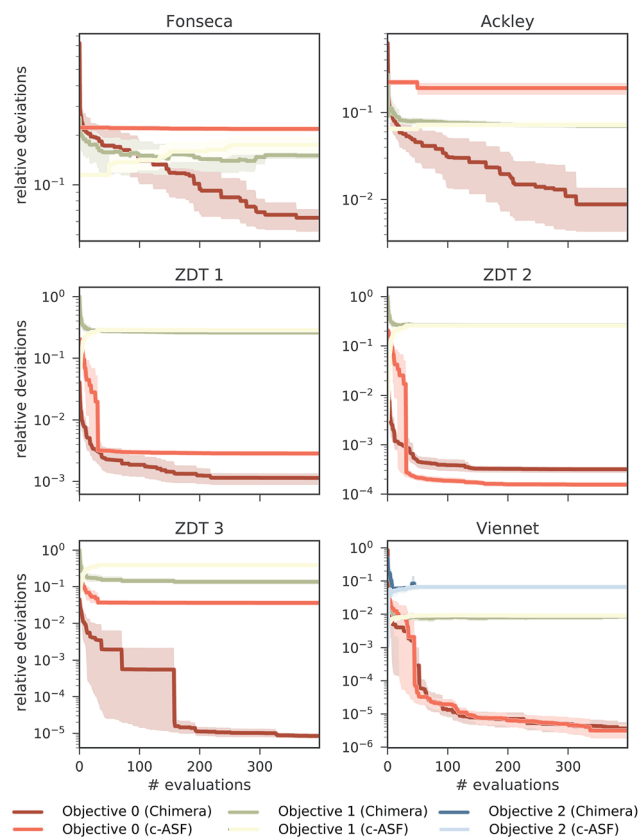 Fonseca
Ackley
relative deviations
10⁻¹
10⁻¹
10⁻²
ZDT 1
ZDT 2
relative deviations
10⁰
10⁻¹
10⁻²
10⁻³
10⁰
10⁻¹
10⁻²
10⁻³
10⁻⁴
ZDT 3
Viennet
relative deviations
10⁰
10⁻¹
10⁻²
10⁻³
10⁻⁴
10⁻⁵
10⁰
10⁻¹
10⁻²
10⁻³
10⁻⁴
10⁻⁵
10⁻⁶
0 100 200 300
0 100 200 300
# evaluations
# evaluations
Objective 0 (Chimera) Objective 1 (Chimera) Objective 2 (Chimera)
Objective 0 (c-ASF) Objective 1 (c-ASF) Objective 2 (c-ASF)